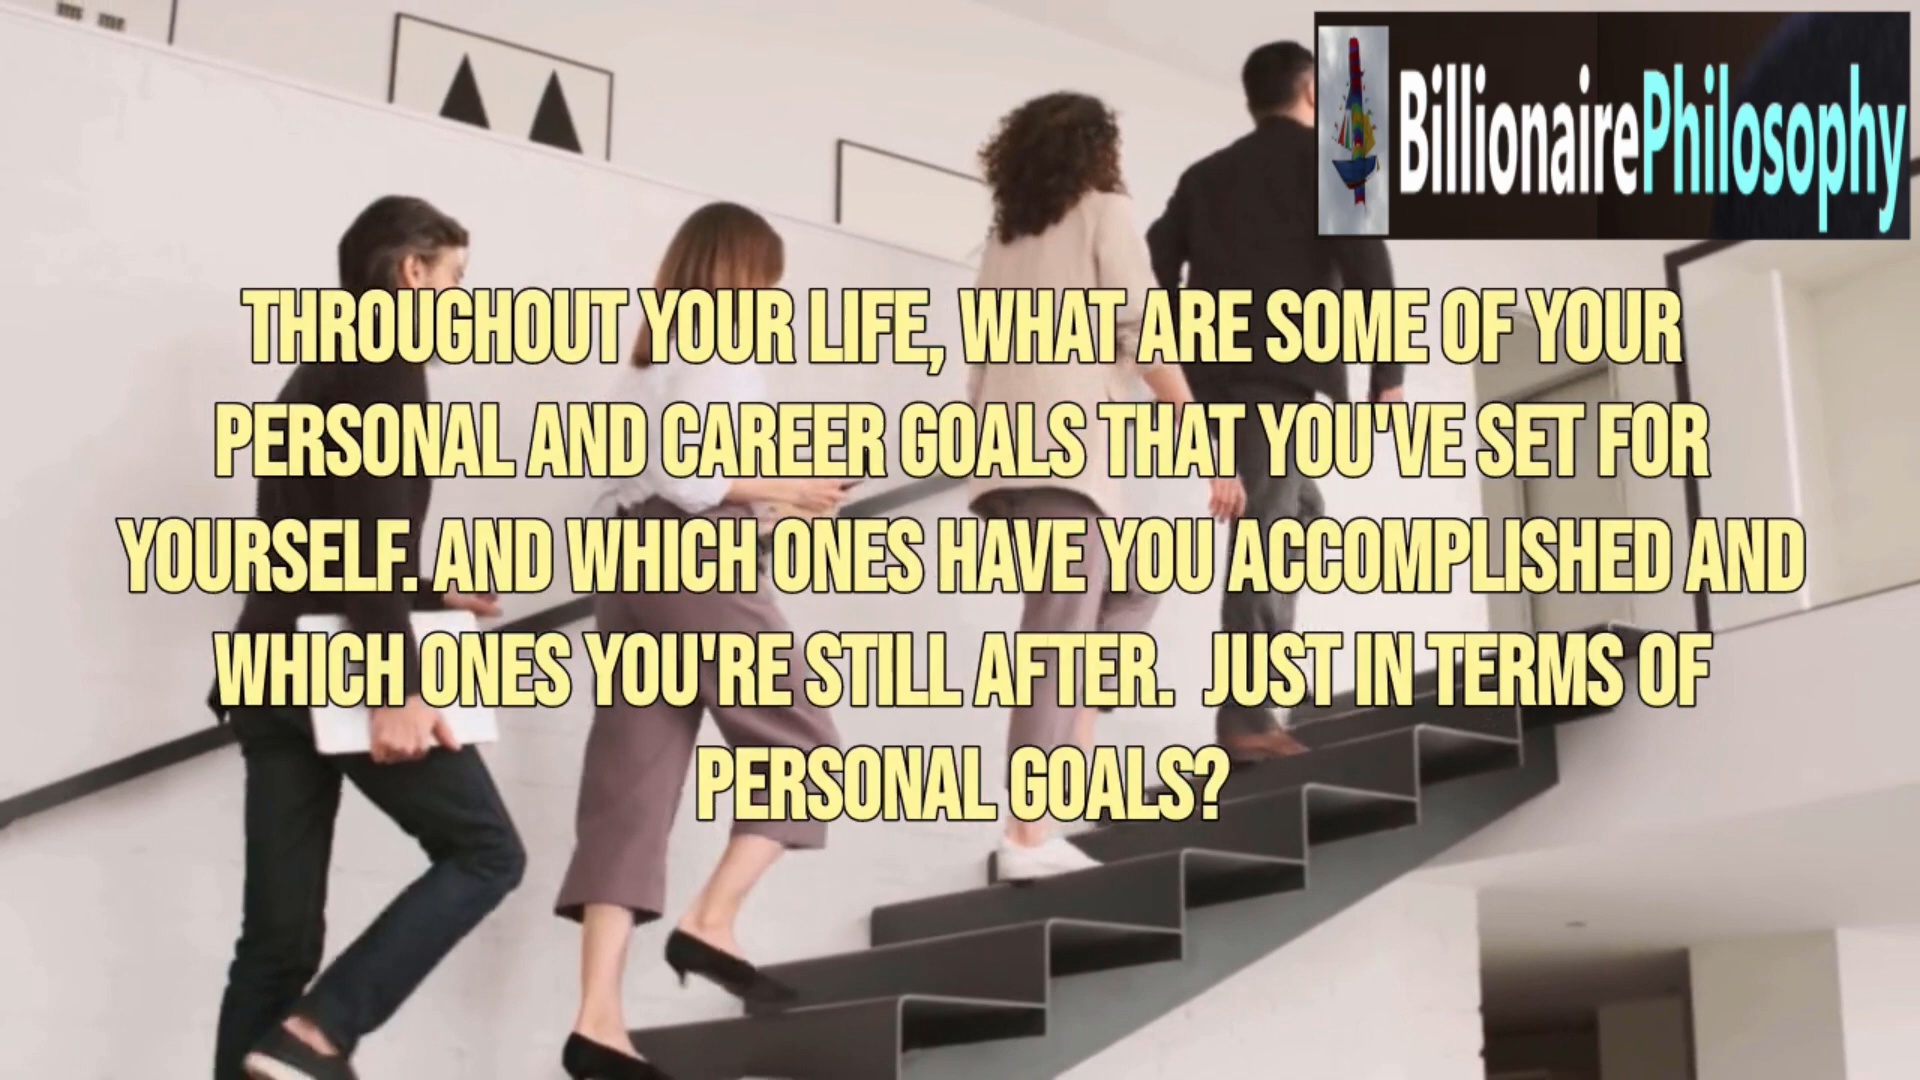 BillionairePhilosophy
THROUGHOUT YOUR LIFE, WHAT ARE SOME OF YOUR
PERSONAL AND CAREER GOALS THAT YOU'VE SET FOR
YOURSELF. AND WHICH ONES HAVE YOU ACCOMPLISHED AND
WHICH ONES YOU'RE STILL AFTER. JUST IN TERMS OF
PERSONAL GOALS?